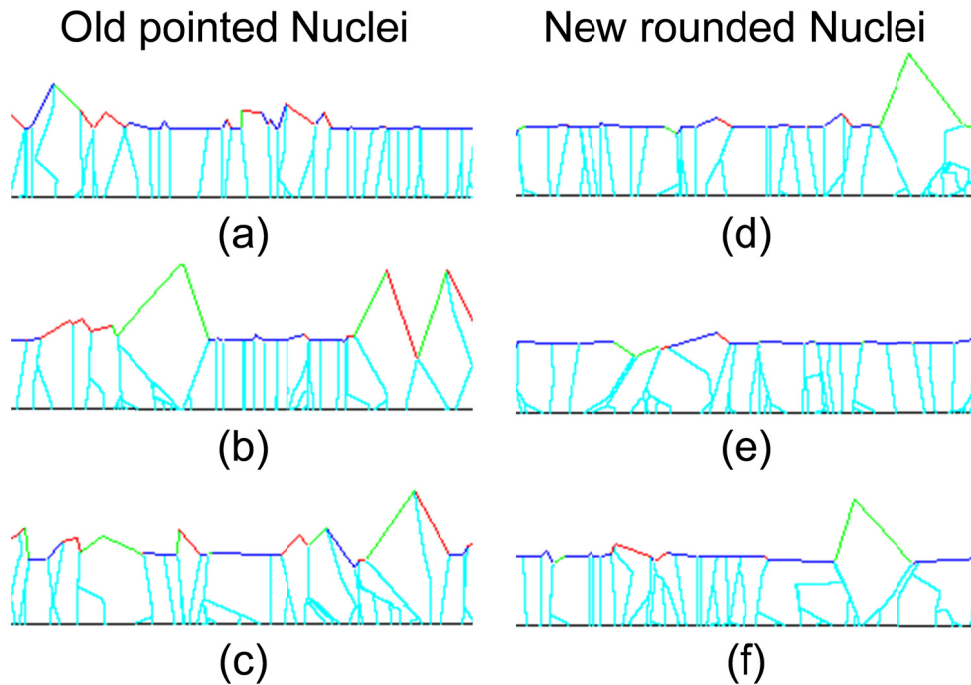 Old pointed Nuclei
New rounded Nuclei
(a)
(d)
(b)
(e)
(c)
(f)